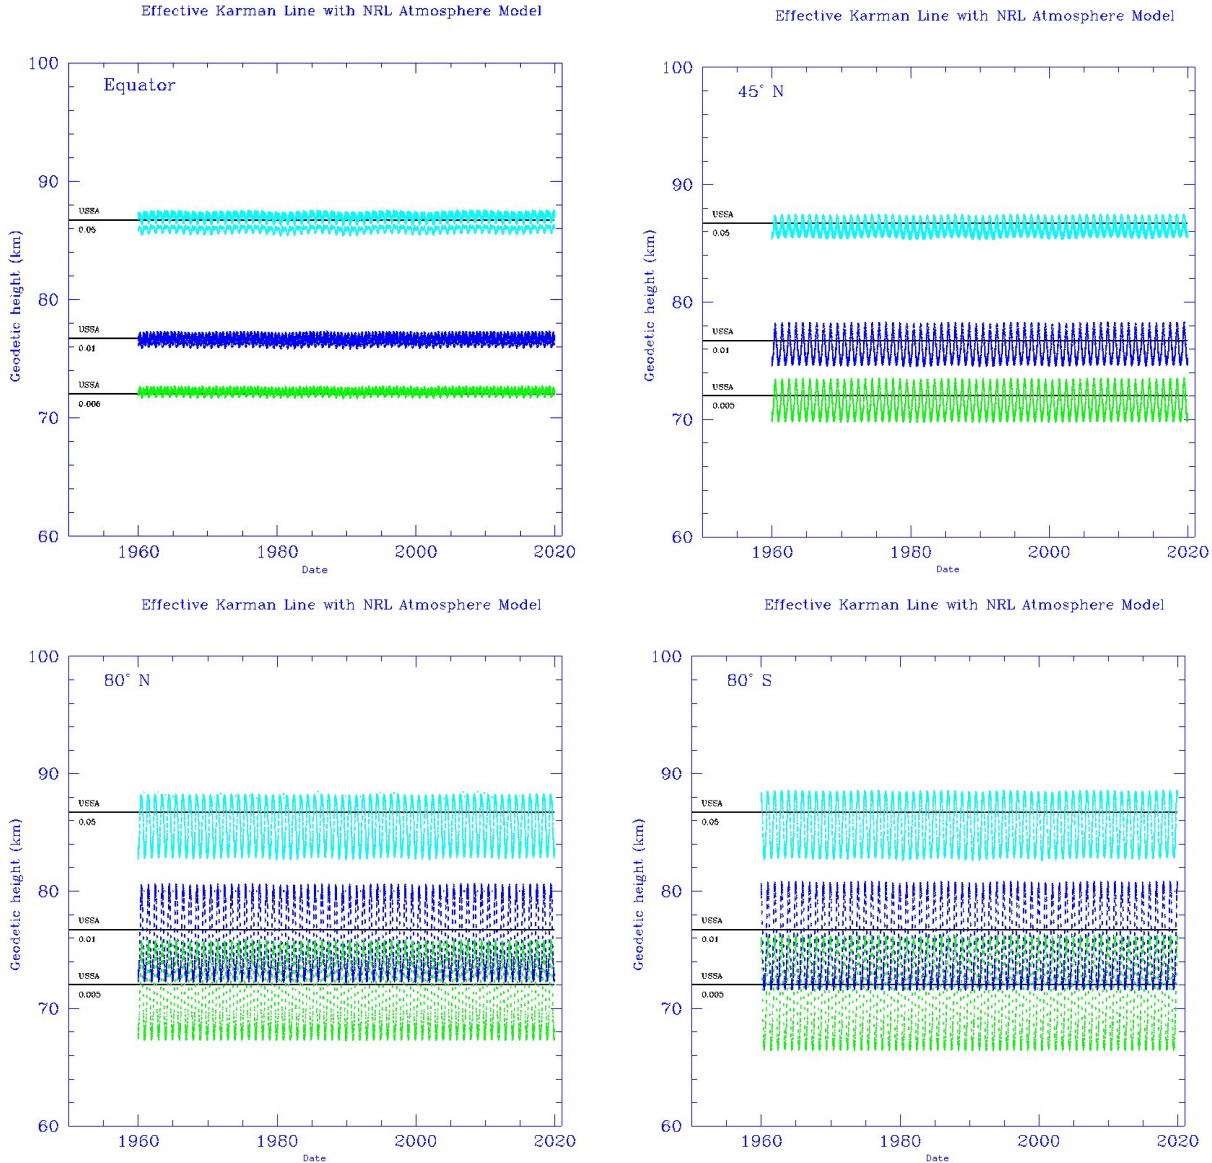 Effective Karman Line with NRL Atmosphere Model
Equator
100
90
80
70
60
Geodetic height (km)
USSA
0.05
USSA
0.01
USSA
0.005
1960
1980
2000
2020
Date
Effective Karman Line with NRL Atmosphere Model
45° N
100
90
80
70
60
Geodetic height (km)
USSA
0.05
USSA
0.01
USSA
0.005
1960
1980
2000
2020
Date
Effective Karman Line with NRL Atmosphere Model
80° N
100
90
80
70
60
Geodetic height (km)
USSA
0.05
USSA
0.01
USSA
0.005
1960
1980
2000
2020
Date
Effective Karman Line with NRL Atmosphere Model
80° S
100
90
80
70
60
Geodetic height (km)
USSA
0.05
USSA
0.01
USSA
0.005
1960
1980
2000
2020
Date